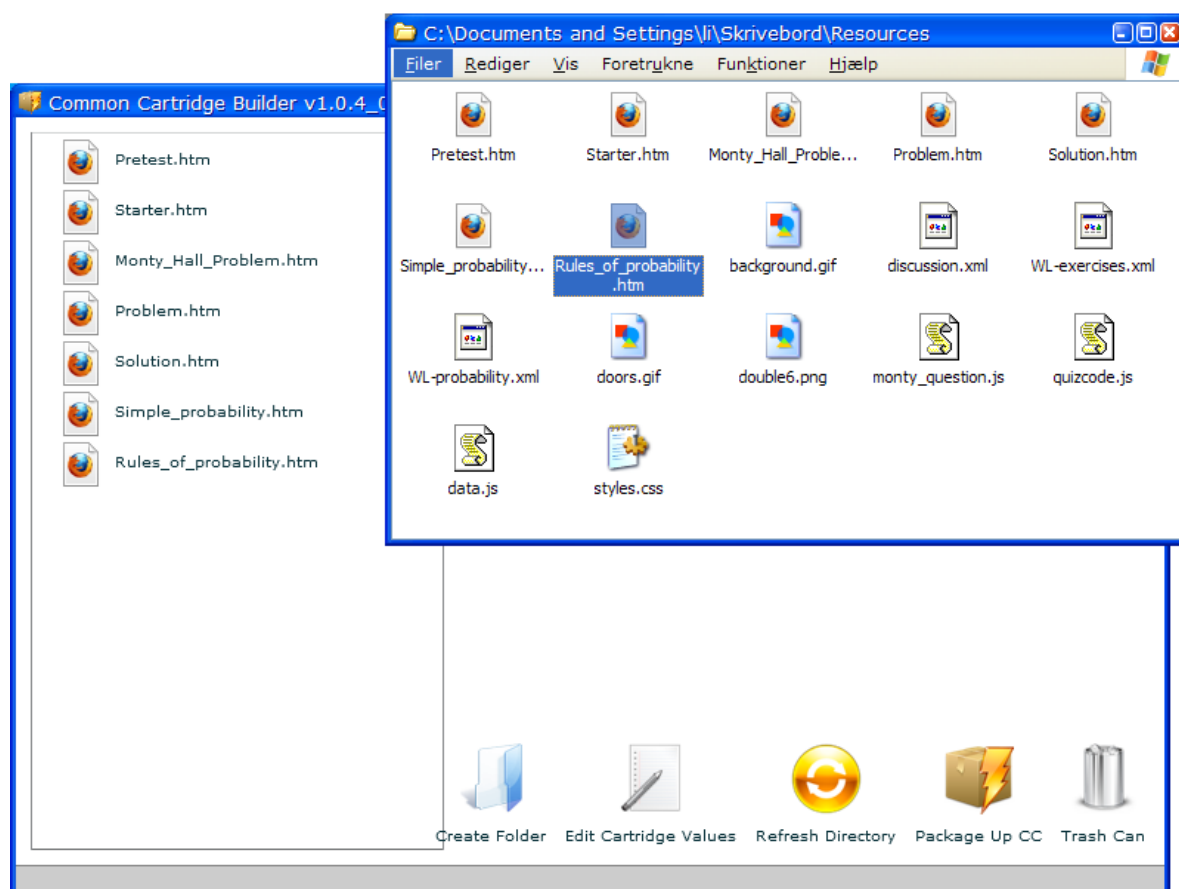 C:\Documents and Settings\li\Skrivebord\Resources
Filer Rediger Vis Foretrukne Funktioner Hjælp
Pretest.htm Starter.htm Monty_Hall_Proble... Problem.htm Solution.htm
Simple_probability... Rules_of_probability background.gif discussion.xml WL-exercises.xml
.htm
WL-probability.xml doors.gif double6.png monty_question.js quizcode.js
data.js styles.css
Common Cartridge Builder v1.0.4_
Pretest.htm
Starter.htm
Monty_Hall_Problem.htm
Problem.htm
Solution.htm
Simple_probability.htm
Rules_of_probability.htm
Create Folder Edit Cartridge Values Refresh Directory Package Up CC Trash Can